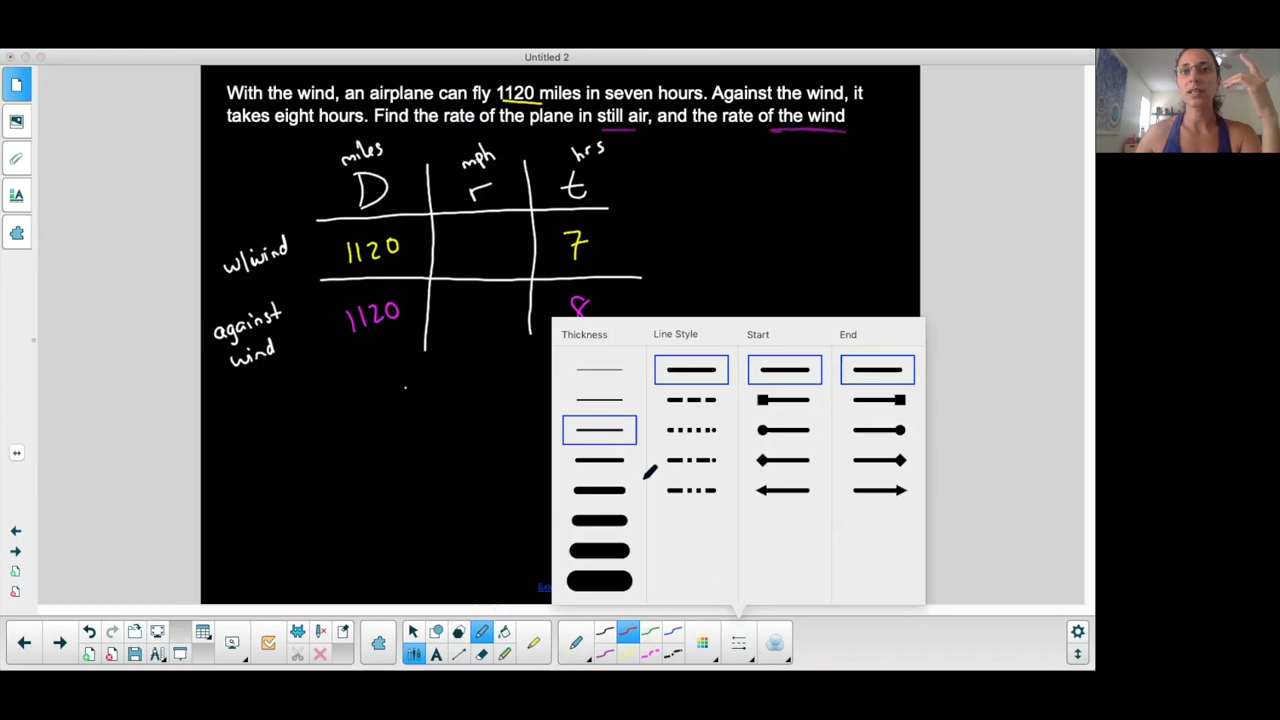 Untitled 2
With the wind, an airplane can fly 1120 miles in seven hours. Against the wind, it
takes eight hours. Find the rate of the plane in still air, and the rate of the wind
miles mph hrs
D r t
w/wind 1120 7
against wind 1120 8
Thickness Line Style Start End